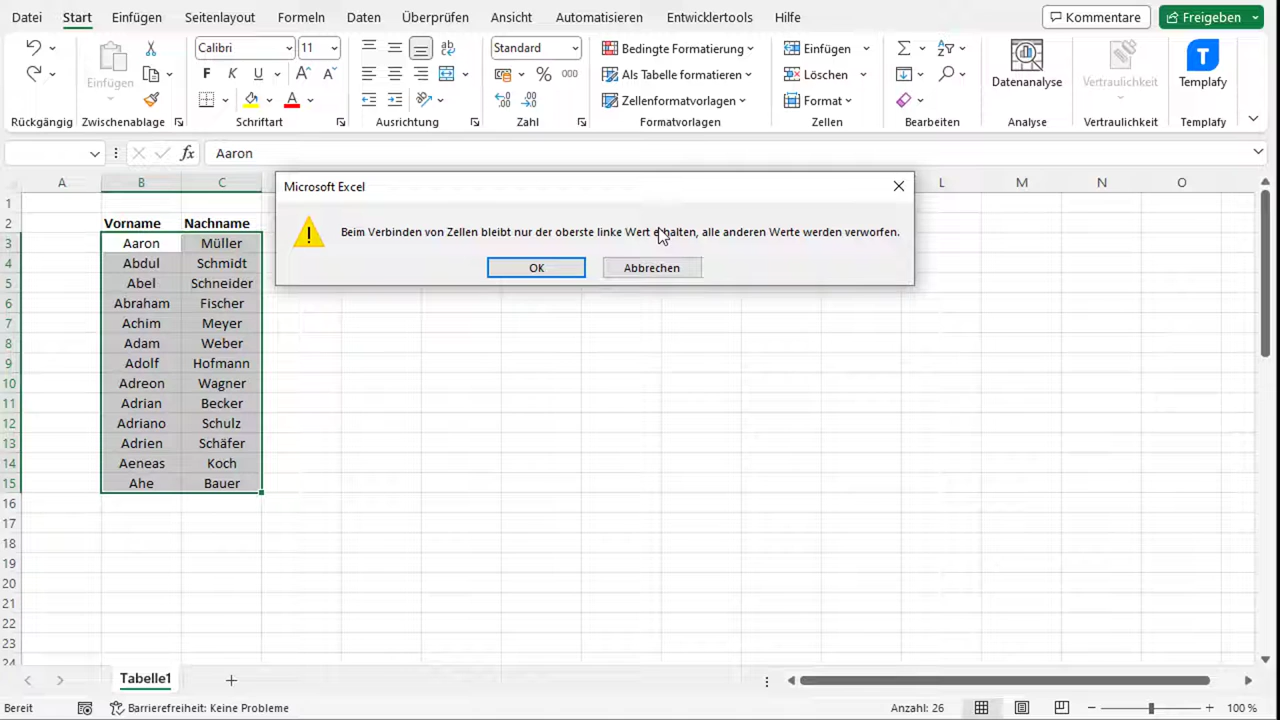 Datei Start Einfügen Seitenlayout Formeln Daten Überprüfen Ansicht Automatisieren Entwicklertools Hilfe Kommentare Freigeben
Calibri 11 Standard Bedingte Formatierung Einfügen Σ
Einfügen F K U A A % 000 Als Tabelle formatieren Löschen Datenanalyse Vertraulichkeit Templafy
A Zellenformatvorlagen Format
Rückgängig Zwischenablage Schriftart Ausrichtung Zahl Formatvorlagen Zellen Bearbeiten Analyse Vertraulichkeit Templafy
fx Aaron
A B C L M N O
Microsoft Excel
Beim Verbinden von Zellen bleibt nur der oberste linke Wert erhalten, alle anderen Werte werden verworfen.
OK Abbrechen
1
2 Vorname Nachname
3 Aaron Müller
4 Abdul Schmidt
5 Abel Schneider
6 Abraham Fischer
7 Achim Meyer
8 Adam Weber
9 Adolf Hofmann
10 Adreon Wagner
11 Adrian Becker
12 Adriano Schulz
13 Adrien Schäfer
14 Aeneas Koch
15 Ahe Bauer
16
17
18
19
20
21
22
23
24
Tabelle1
Bereit Barrierefreiheit: Keine Probleme Anzahl: 26 100 %